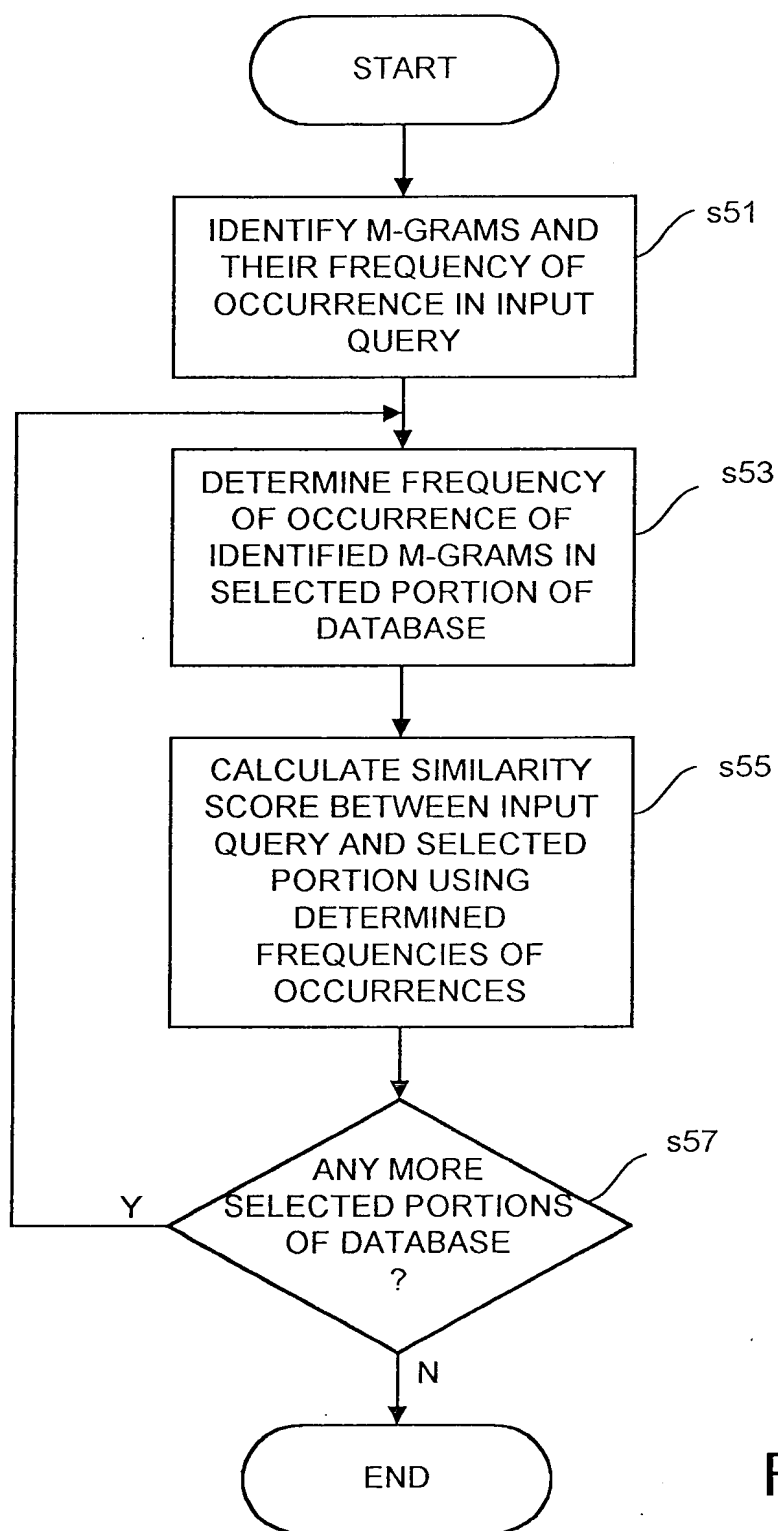 START
IDENTIFY M-GRAMS AND
THEIR FREQUENCY OF
OCCURRENCE IN INPUT
QUERY
s51
DETERMINE FREQUENCY
OF OCCURRENCE OF
IDENTIFIED M-GRAMS IN
SELECTED PORTION OF
DATABASE
s53
CALCULATE SIMILARITY
SCORE BETWEEN INPUT
QUERY AND SELECTED
PORTION USING
DETERMINED
FREQUENCIES OF
OCCURRENCES
s55
ANY MORE
SELECTED PORTIONS
OF DATABASE
?
s57
Y
N
END